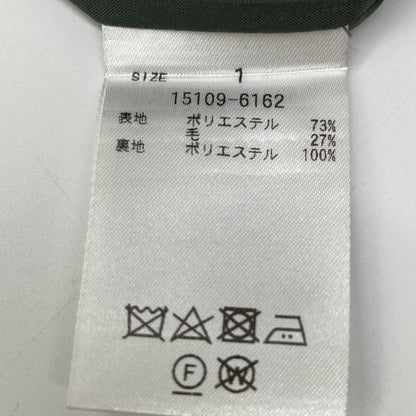 SIZE 1
15109-6162
表地 ポリエステル 73%
毛 27%
裏地 ポリエステル 100%
F W